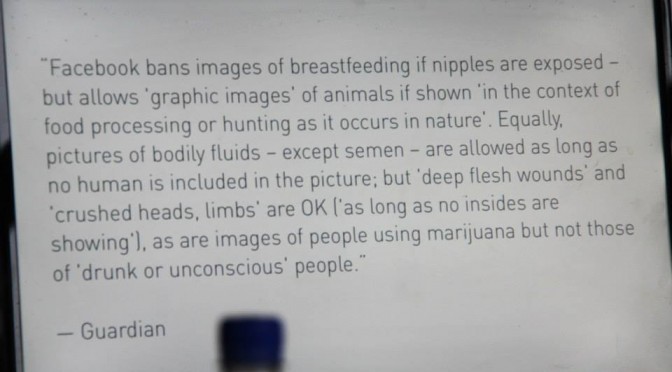 "Facebook bans images of breastfeeding if nipples are exposed –
but allows 'graphic images' of animals if shown 'in the context of
food processing or hunting as it occurs in nature'. Equally,
pictures of bodily fluids – except semen – are allowed as long as
no human is included in the picture; but 'deep flesh wounds' and
'crushed heads, limbs' are OK ('as long as no insides are
showing'), as are images of people using marijuana but not those
of 'drunk or unconscious' people."
— Guardian